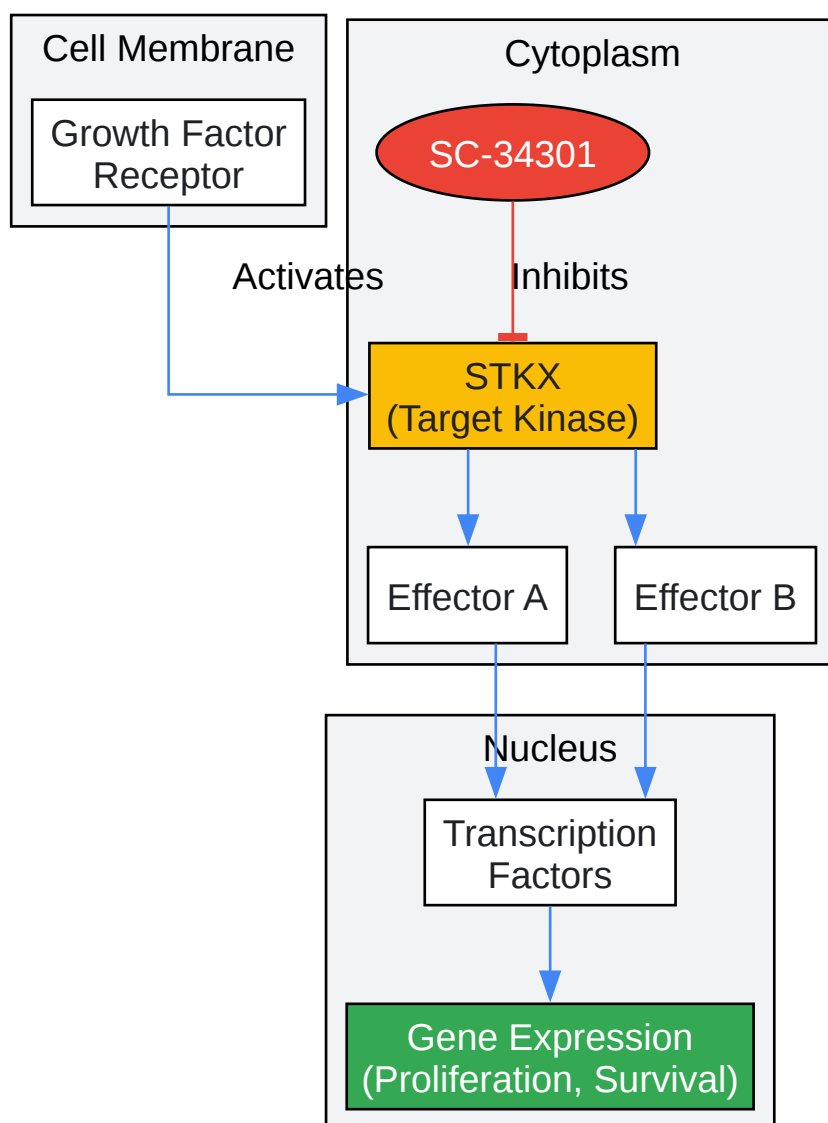 Cell Membrane
Growth Factor
Receptor
Cytoplasm
SC-34301
Activates
Inhibits
STKX
(Target Kinase)
Effector A
Effector B
Nucleus
Transcription
Factors
Gene Expression
(Proliferation, Survival)